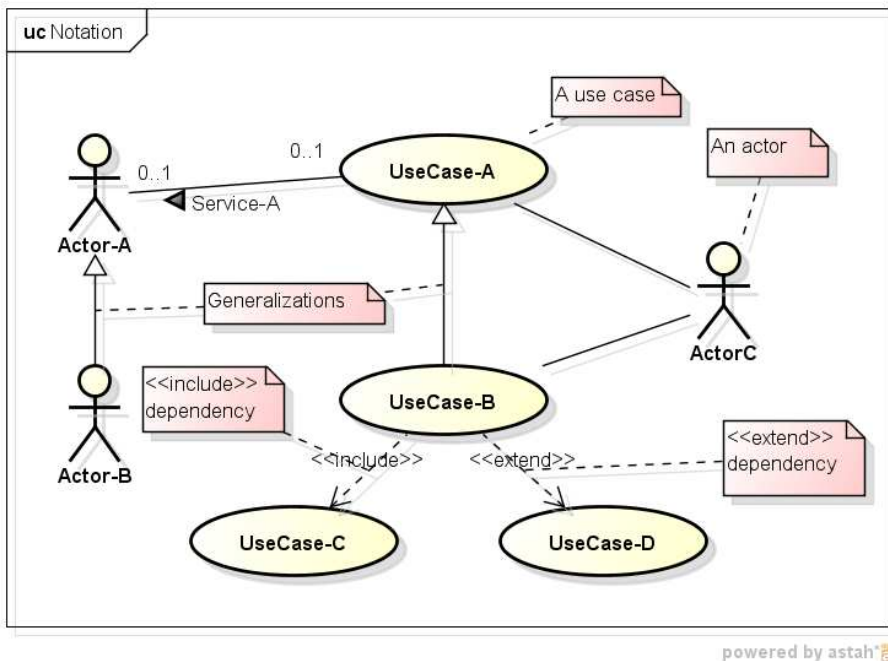 uc Notation
A use case
An actor
0..1
0..1
UseCase-A
Service-A
Actor-A
Generalizations
ActorC
<<include>>
dependency
UseCase-B
<<extend>>
dependency
<<include>>
<<extend>>
Actor-B
UseCase-C
UseCase-D
powered by astah*